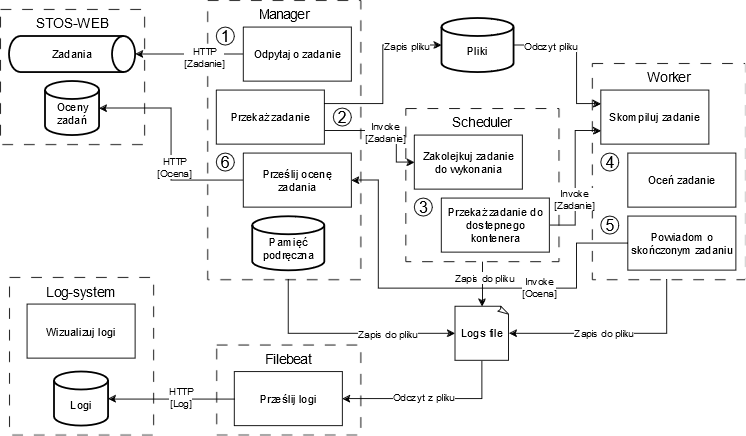 STOS-WEB
Zadania
Oceny
zadań
HTTP
[Zadanie]
HTTP
[Ocena]
Manager
1
Odpytaj o zadanie
Przekaż zadanie
2
6
Prześlij ocenę
zadania
Pamięć
podręczna
Zapis pliku
Pliki
Odczyt pliku
Invoke
[Zadanie]
Scheduler
Zakolejkuj zadanie
do wykonania
3
Przekaż zadanie do
dostepnego
kontenera
Invoke
[Zadanie]
Worker
Skompiluj zadanie
4
Oceń zadanie
5
Powiadom o
skończonym zadaniu
Invoke
[Ocena]
Zapis do pliku
Zapis do pliku
Logs file
Zapis do pliku
Log-system
Wizualizuj logi
Logi
HTTP
[Log]
Filebeat
Prześlij logi
Odczyt z pliku